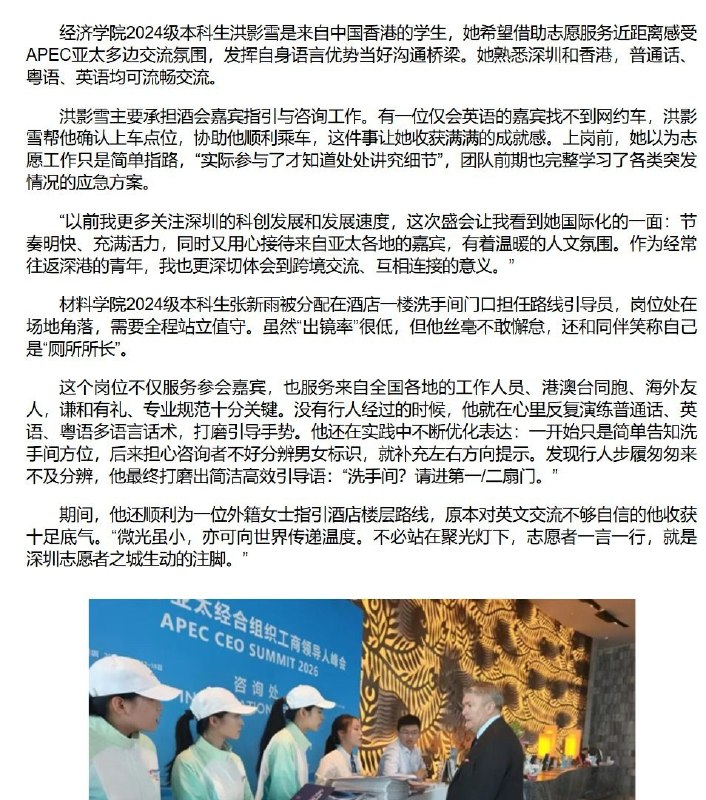 经济学院2024级本科生洪影雪是来自中国香港的学生，她希望借助志愿服务近距离感受
APEC亚太多边交流氛围，发挥自身语言优势当好沟通桥梁。她熟悉深圳和香港，普通话、
粤语、英语均可流畅交流。
洪影雪主要承担酒会嘉宾指引与咨询工作。有一位仅会英语的嘉宾找不到网约车，洪影
雪帮他确认上车点位，协助他顺利乘车，这件事让她收获满满的成就感。上岗前，她以为志
愿工作只是简单指路，“实际参与了才知道处处讲究细节”，团队前期也完整学习了各类突发
情况的应急方案。
“以前我更多关注深圳的科创发展和发展速度，这次盛会让我看到她国际化的一面：节
奏明快、充满活力，同时又用心接待来自亚太各地的嘉宾，有着温暖的人文氛围。作为经常
往返深港的青年，我也更深切体会到跨境交流、互相连接的意义。”
材料学院2024级本科生张新雨被分配在酒店一楼洗手间门口担任路线引导员，岗位处在
场地角落，需要全程站立值守。虽然“出镜率”很低，但他丝毫不敢懈怠，还和同伴笑称自己
是“厕所所长”。
这个岗位不仅服务参会嘉宾，也服务来自全国各地的工作人员、港澳台同胞、海外友
人，谦和有礼、专业规范十分关键。没有行人经过的时候，他就在心里反复演练普通话、英
语、粤语多语言话术，打磨引导手势。他还在实践中不断优化表达：一开始只是简单告知洗
手间方位，后来担心咨询者不好分辨男女标识，就补充左右方向提示。发现行人步履匆匆来
不及分辨，他最终打磨出简洁高效引导语：“洗手间？请进第一/二扇门。”
期间，他还顺利为一位外籍女士指引酒店楼层路线，原本对英文交流不够自信的他收获
十足底气。“微光虽小，亦可向世界传递温度。不必站在聚光灯下，志愿者一言一行，就是
深圳志愿者之城生动的注脚。”
亚太经合组织工商领导人峰会
APEC CEO SUMMIT 2026
咨询处